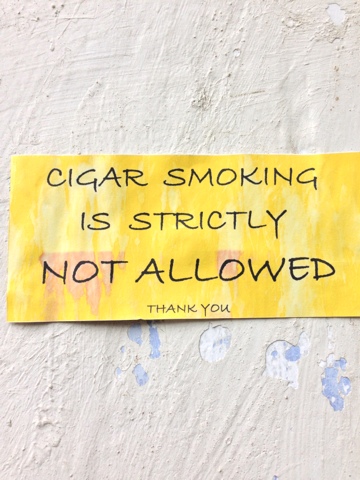 CIGAR SMOKING
IS STRICTLY
NOT ALLOWED
THANK YOU